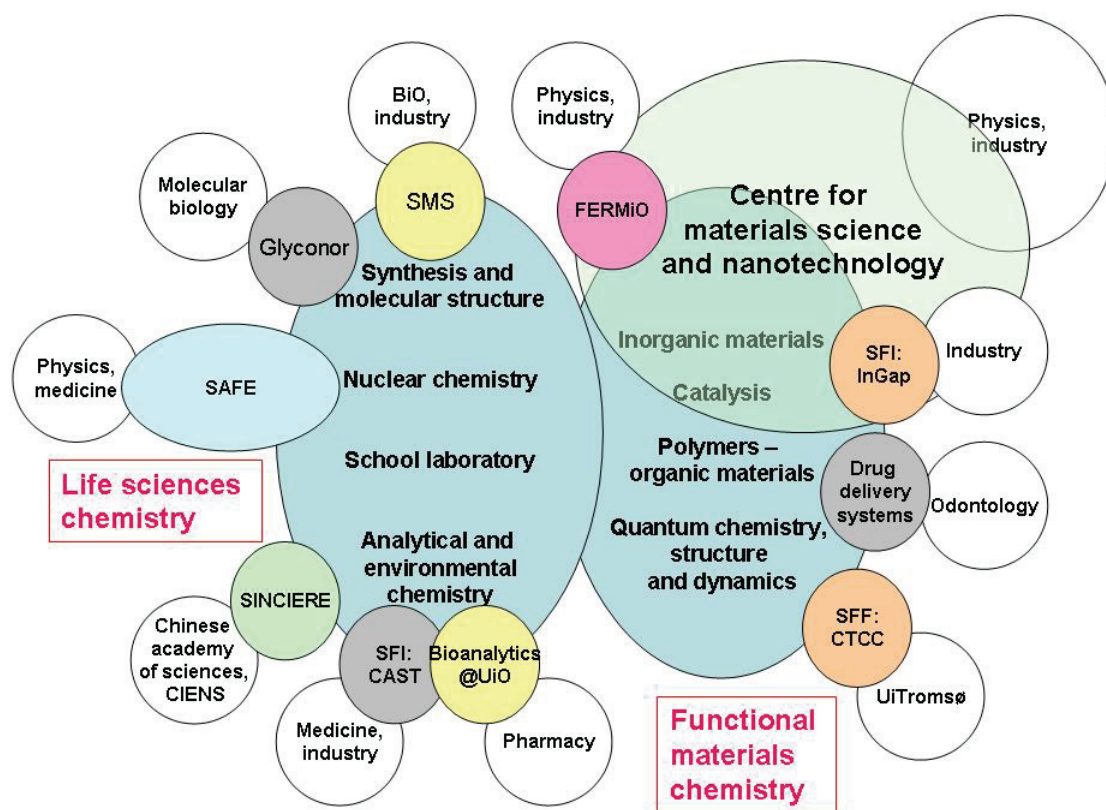 BiO,
industry
Physics,
industry
Physics,
industry
Molecular
biology
SMS
FERMiO
Centre for
materials science
and nanotechnology
Glyconor
Synthesis and
molecular structure
Inorganic materials
SFI:
InGap
Industry
Physics,
medicine
SAFE
Nuclear chemistry
Catalysis
School laboratory
Polymers –
organic materials
Drug
delivery
systems
Odontology
Life sciences
chemistry
Analytical and
environmental
chemistry
Quantum chemistry,
structure
and dynamics
SINCIERE
SFF:
CTCC
Chinese
academy
of sciences,
CIENS
SFI:
CAST
Bioanalytics
@UiO
UiTromsø
Medicine,
industry
Pharmacy
Functional
materials
chemistry